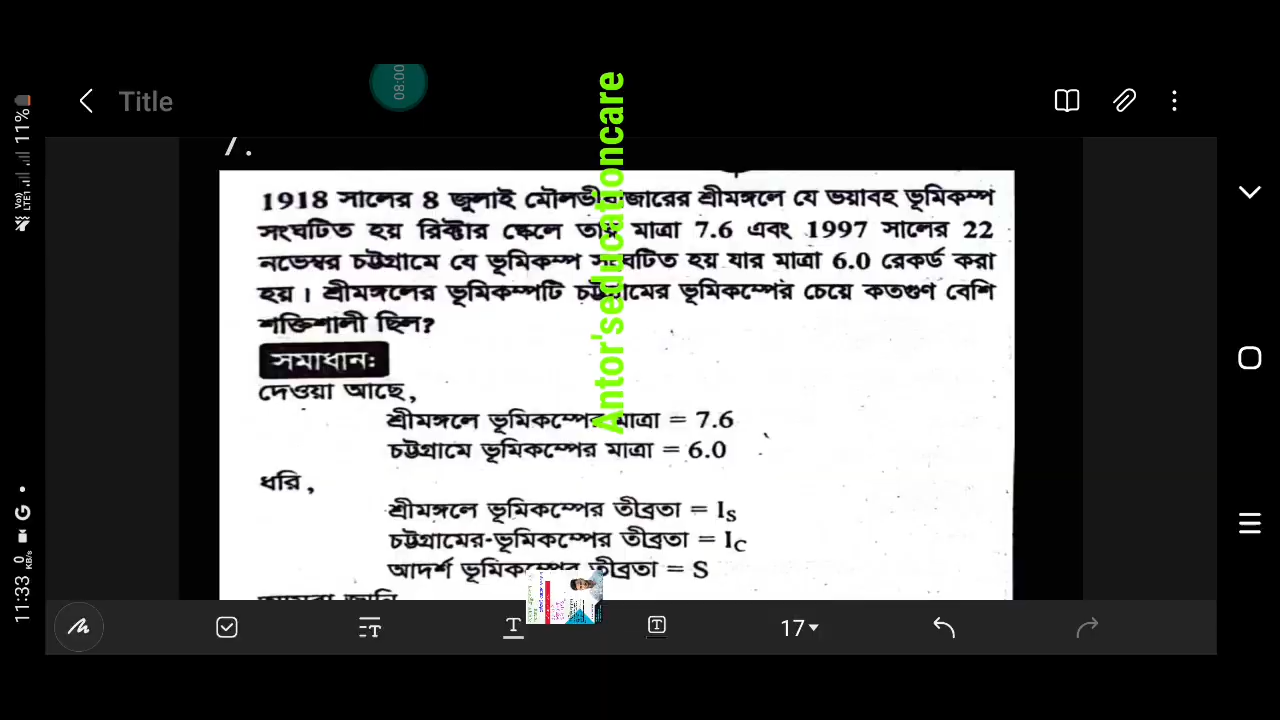 Title
08:00
11%
7.
1918 সালের 8 জুলাই মৌলভীবাজারের শ্রীমঙ্গলে যে ভয়াবহ ভূমিকম্প
সংঘটিত হয় রিক্টার স্কেলে তার মাত্রা 7.6 এবং 1997 সালের 22
নভেম্বর চট্টগ্রামে যে ভূমিকম্প সংঘটিত হয় যার মাত্রা 6.0 রেকর্ড করা
হয়। শ্রীমঙ্গলের ভূমিকম্পটি চট্টগ্রামের ভূমিকম্পের চেয়ে কতগুণ বেশি
শক্তিশালী ছিল?
সমাধান:
দেওয়া আছে,
শ্রীমঙ্গলে ভূমিকম্পের মাত্রা = 7.6
চট্টগ্রামে ভূমিকম্পের মাত্রা = 6.0
ধরি,
শ্রীমঙ্গলে ভূমিকম্পের তীব্রতা = I_S
চট্টগ্রামের-ভূমিকম্পের তীব্রতা = I_C
আদর্শ ভূমিকম্পের তীব্রতা = S
Antor'seducationcare
11:33
G
17